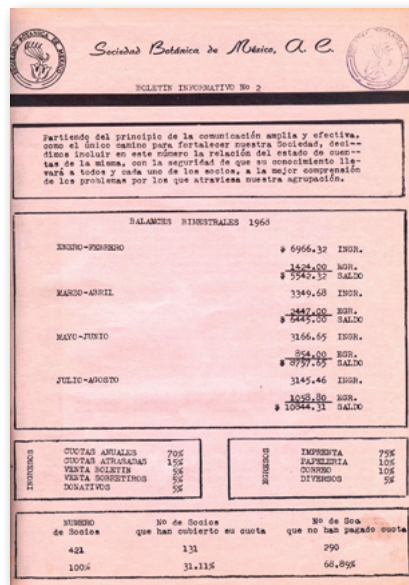 Sociedad Botánica de México, A. C.
BOLETIN INFORMATIVO No 2
Partiendo del principio de la comunicación amplia y efectiva,
como el único camino para fortalecer nuestra Sociedad, deci--
dimos incluir en este número la relación del estado de cuen--
tas de la misma, con la seguridad de que su conocimiento lle-
vará a todos y cada uno de los socios, a la mejor comprensión
de los problemas por los que atraviesa nuestra agrupación.
BALANCES BIMESTRALES 1968
ENERO-FEBRERO $ 6966.32 INGR.
1424.00 EGR.
$ 5542.32 SALDO
MARZO-ABRIL 3349.68 INGR.
2447.00 EGR.
$ 6445.00 SALDO
MAYO-JUNIO 3166.65 INGR.
854.00 EGR.
$ 8757.65 SALDO
JULIO-AGOSTO 3145.46 INGR.
1058.80 EGR.
$ 10844.31 SALDO
INGRESOS
CUOTAS ANUALES 70%
CUOTAS ATRASADAS 15%
VENTA BOLETIN 5%
VENTA SOBRETIROS 5%
DONATIVOS 5%
EGRESOS
IMPRENTA 75%
PAPELERIA 10%
CORREO 10%
DIVERSOS 5%
NUMERO No de Socios No de Soc
de Socios que han cubierto su cuota que no han pagado cuota
421 131 290
100% 31.11% 68.89%